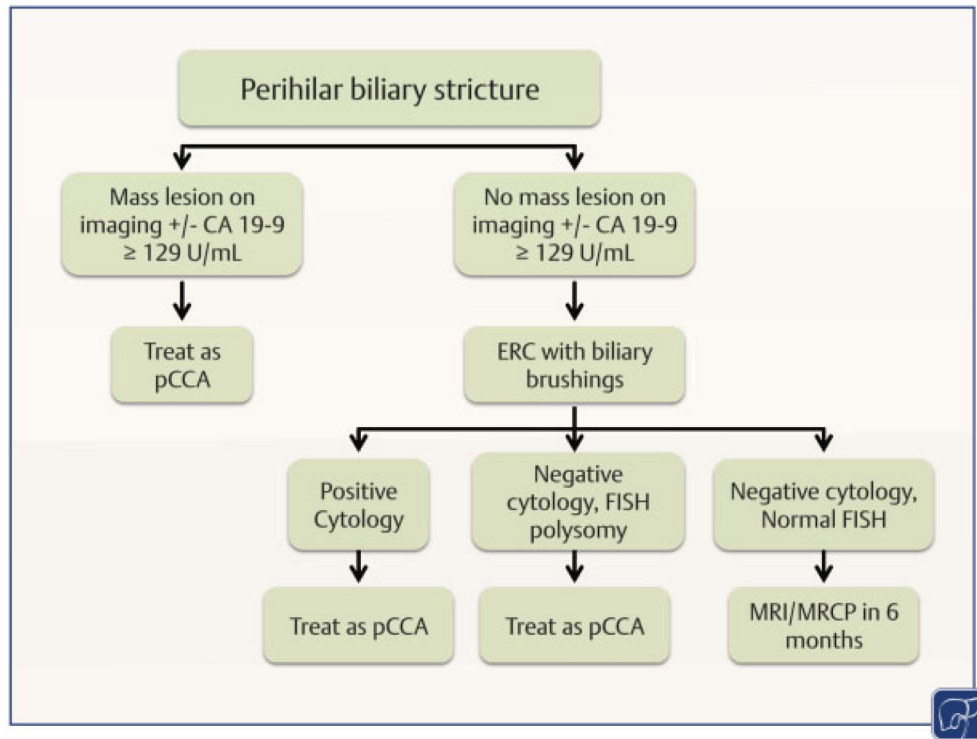 Perihilar biliary stricture
Mass lesion on
imaging +/- CA 19-9
≥ 129 U/mL
No mass lesion on
imaging +/- CA 19-9
≥ 129 U/mL
Treat as
pCCA
ERC with biliary
brushings
Positive
Cytology
Negative
cytology, FISH
polysomy
Negative cytology,
Normal FISH
Treat as pCCA
Treat as pCCA
MRI/MRCP in 6
months